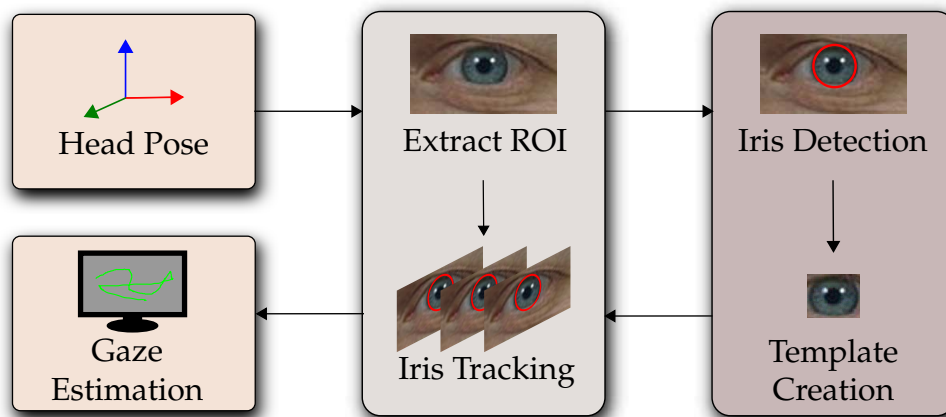 Head Pose
Extract ROI
Iris Detection
Gaze
Estimation
Iris Tracking
Template
Creation